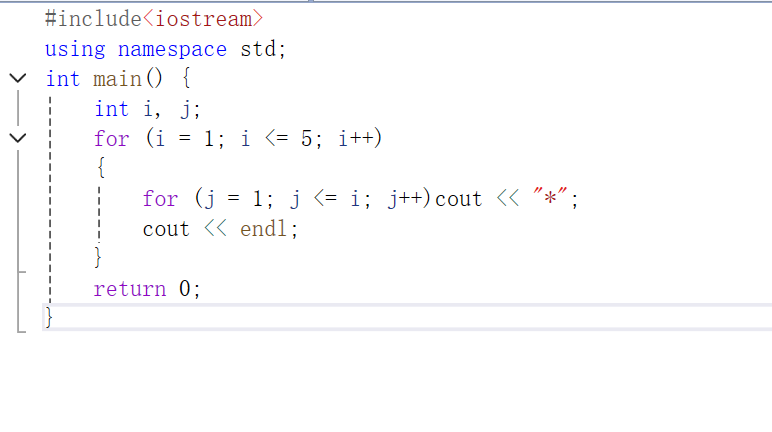 #include<iostream>
using namespace std;
int main() {
int i, j;
for (i = 1; i <= 5; i++)
{
for (j = 1; j <= i; j++)cout << "*";
cout << endl;
}
return 0;
}